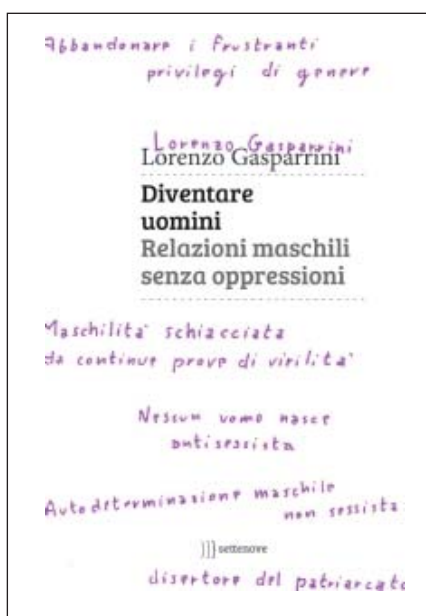 Abbandonare i frustranti
privilegi di genere
Lorenzo Gasparrini
Lorenzo Gasparrini
Diventare
uomini
Relazioni maschili
senza oppressioni
Maschilità schiacciata
da continue prove di virilità
Nessun uomo nasce
antisessista
Autodeterminazione maschile
non sessista
settenove
disertore del patriarcato